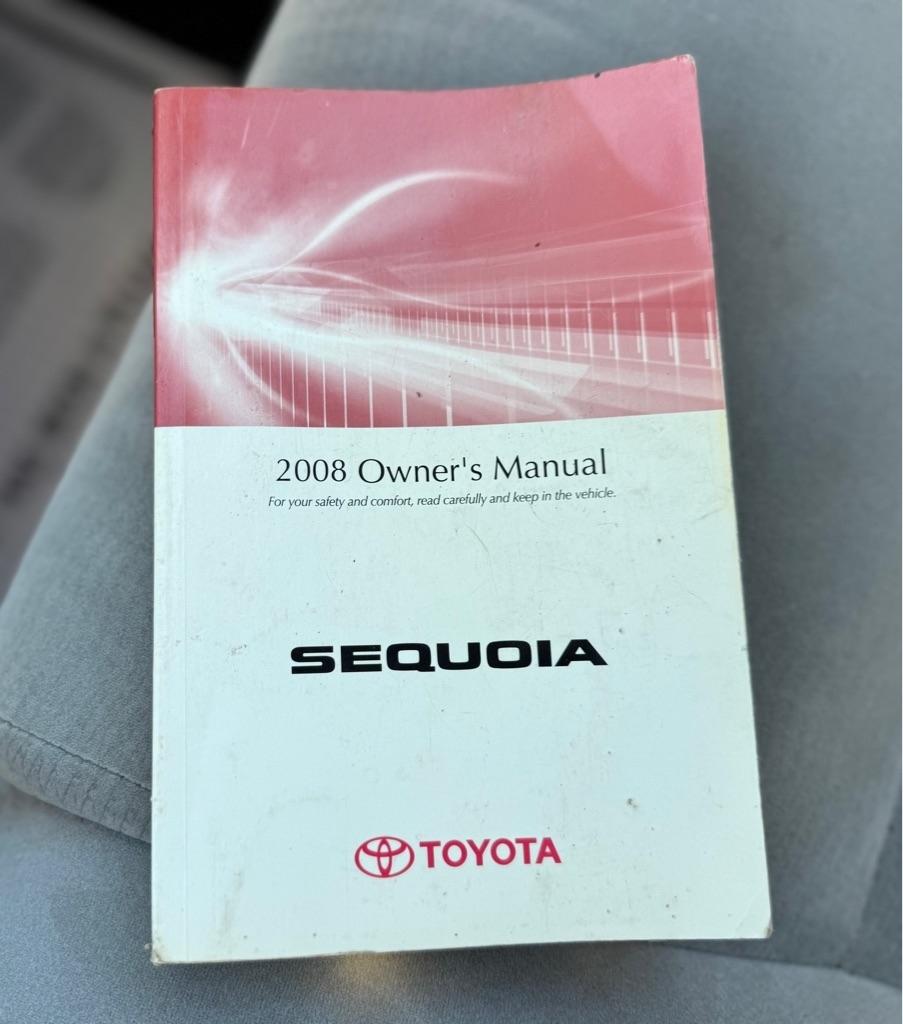 2008 Owner's Manual
For your safety and comfort, read carefully and keep in the vehicle.
SEQUOIA
TOYOTA